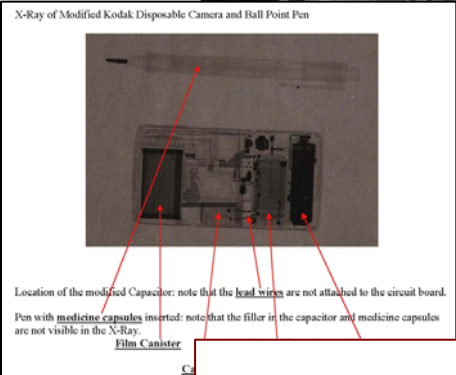 X-Ray of Modified Kodak Disposable Camera and Ball Point Pen
Location of the modified Capacitor: note that the lead wires are not attached to the circuit board.
Pen with medicine capsules inserted: note that the filler in the capacitor and medicine capsules
are not visible in the X-Ray.
Film Canister
Ca